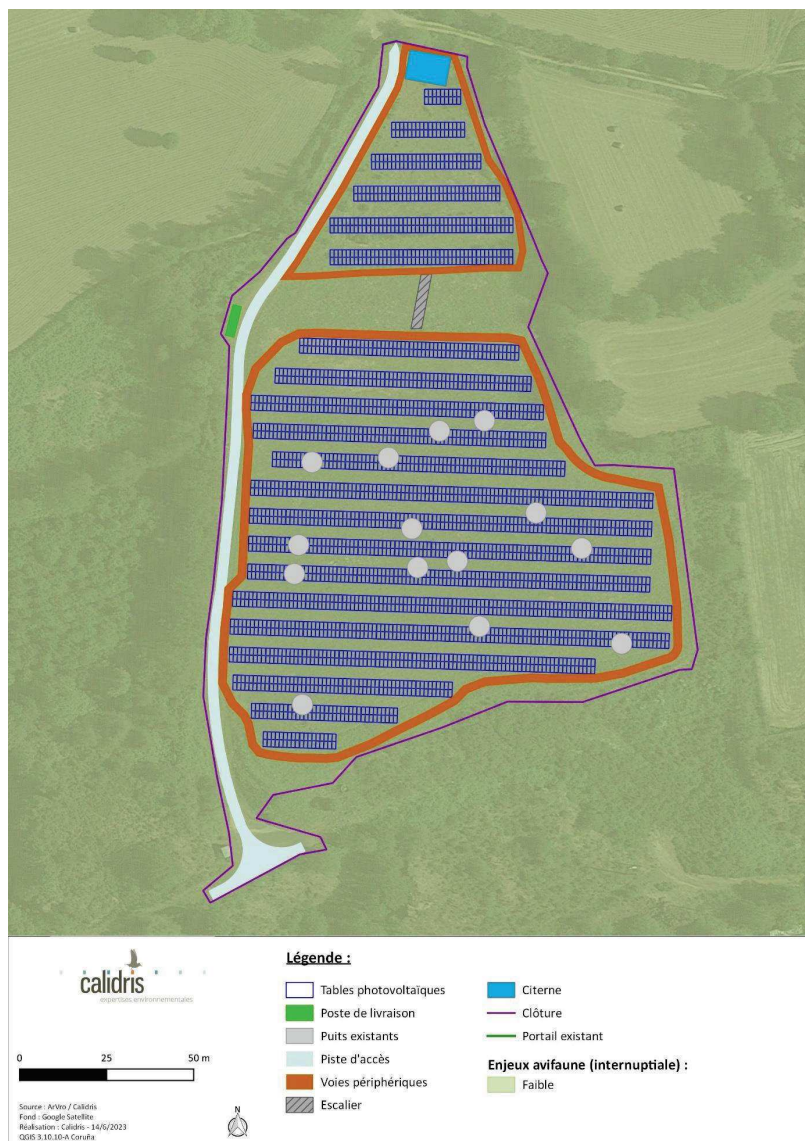 calidris
expertises environnementales
0 25 50 m
Source : ArVro / Calidris
Fond : Google Satellite
Réalisation : Calidris - 14/6/2023
QGIS 3.10.10-A Coruña
N
Légende :
Tables photovoltaïques
Poste de livraison
Puits existants
Piste d'accès
Voies périphériques
Escalier
Citerne
Clôture
Portail existant
Enjeux avifaune (internuptiale) :
Faible